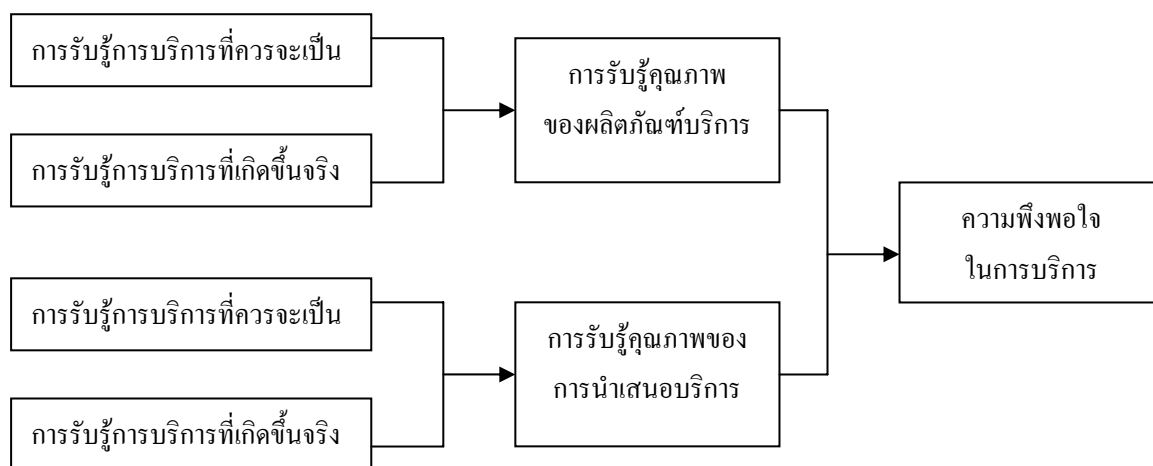 การรับรู้การบริการที่ควรจะเป็น
การรับรู้การบริการที่เกิดขึ้นจริง
การรับรู้คุณภาพ
ของผลิตภัณฑ์บริการ
การรับรู้การบริการที่ควรจะเป็น
การรับรู้การบริการที่เกิดขึ้นจริง
การรับรู้คุณภาพของ
การนำเสนอบริการ
ความพึงพอใจ
ในการบริการ